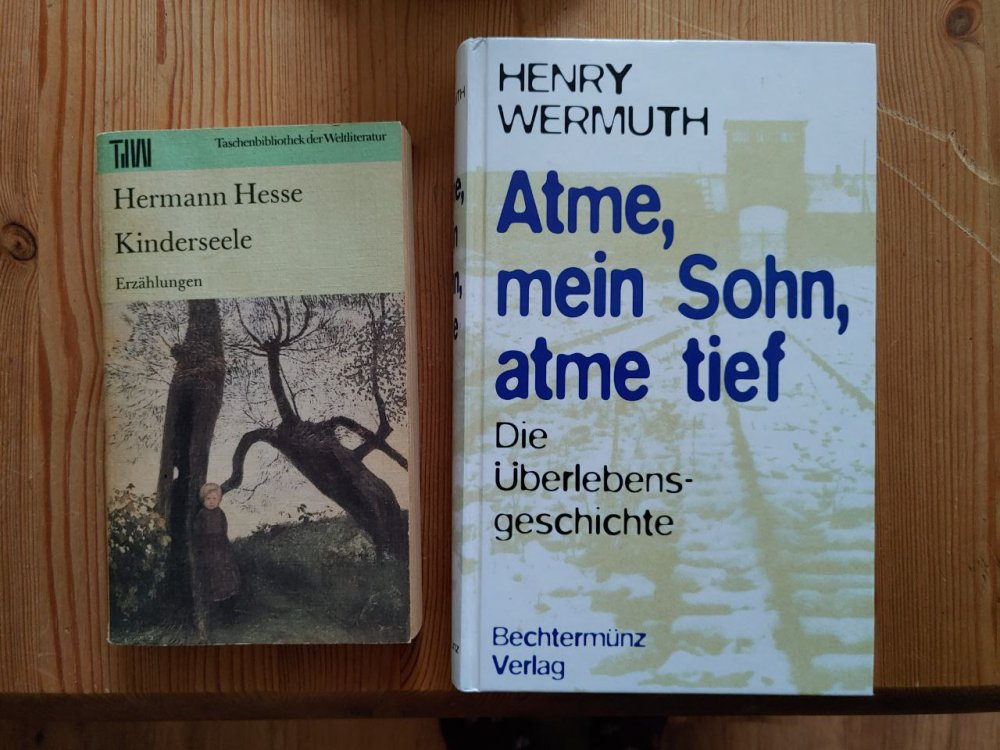 TdW
Taschenbibliothek der Weltliteratur
Hermann Hesse
Kinderseele
Erzählungen
HENRY
WERMUTH
Atme,
mein Sohn,
atme tief
Die
Überlebens-
geschichte
Bechtermünz
Verlag